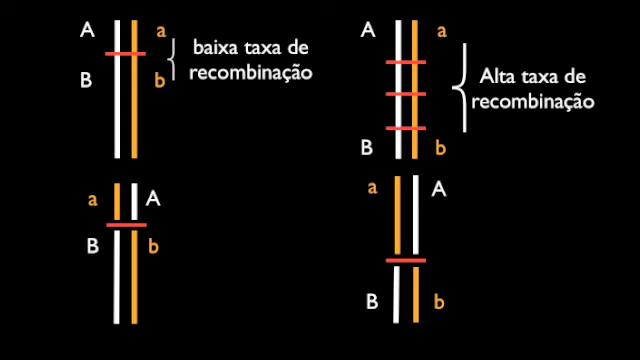 A a
B b
baixa taxa de
recombinação
A a
B b
Alta taxa de
recombinação
a A
B b
a A
B b